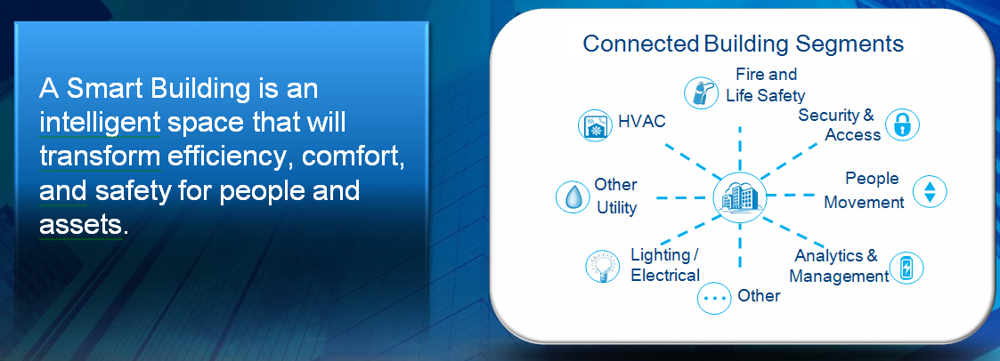 A Smart Building is an
intelligent space that will
transform efficiency, comfort,
and safety for people and
assets.
Connected Building Segments
Fire and
Life Safety
HVAC
Security &
Access
Other
Utility
People
Movement
Lighting /
Electrical
Analytics &
Management
Other